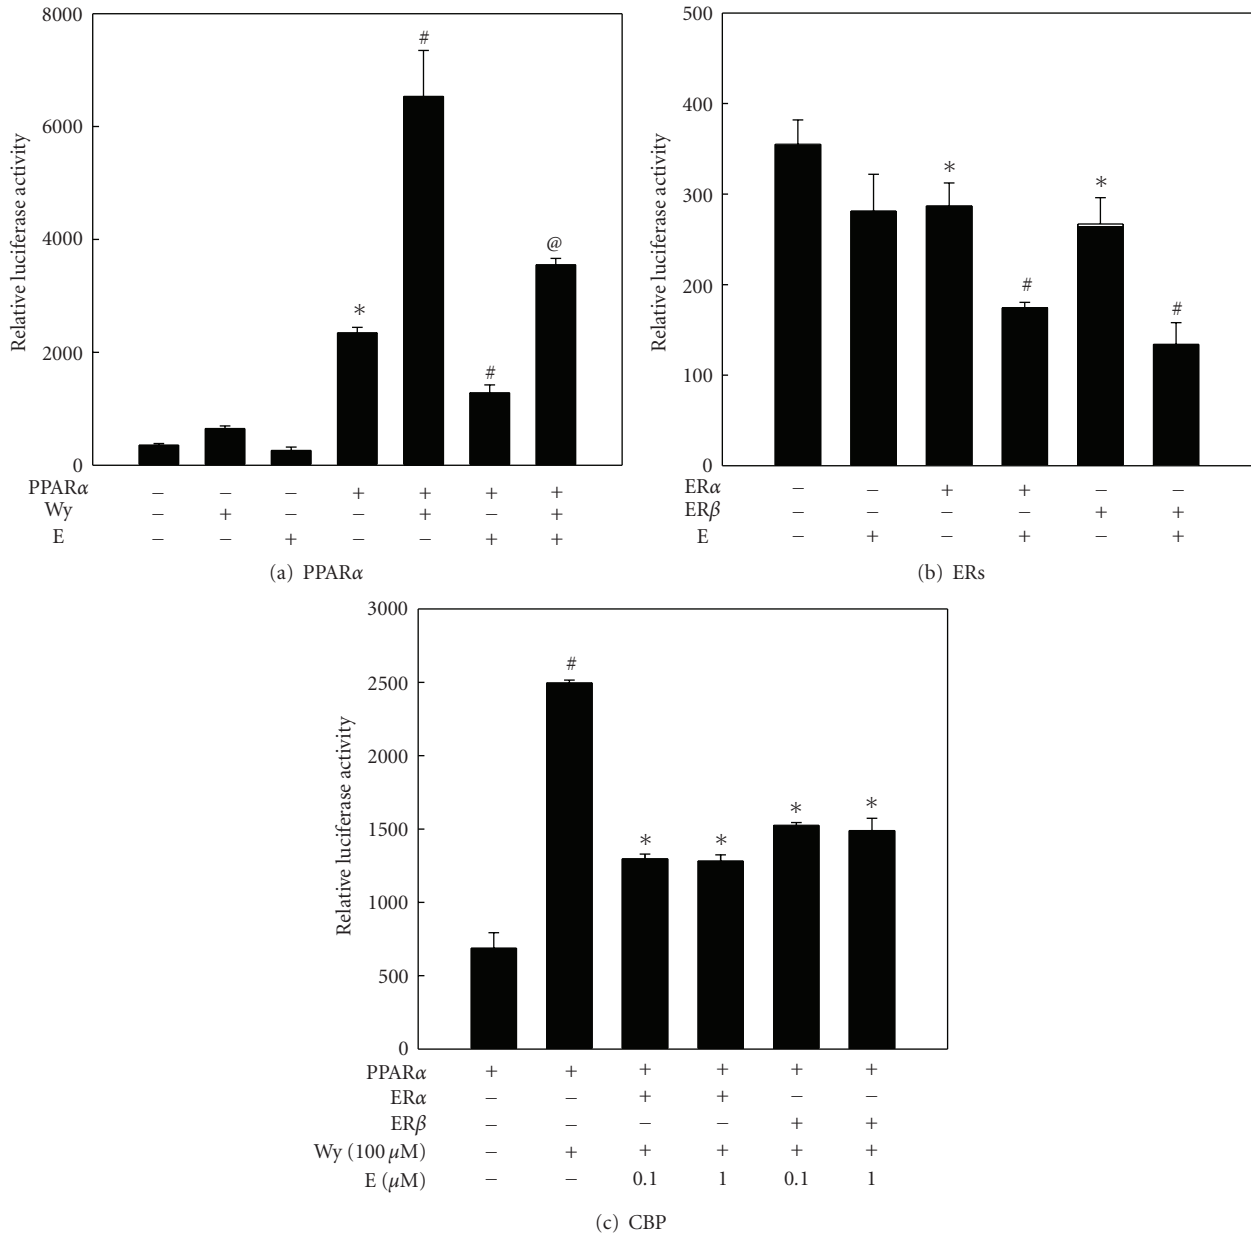 8000
6000
4000
2000
0
Relative luciferase activity
*
#
#
@
PPARα – – – + + + +
Wy – + – – + – +
E – – + – – + +
(a) PPARα
500
400
300
200
100
0
Relative luciferase activity
*
#
*
#
ERα – – + + – –
ERβ – – – – + +
E – + – + – +
(b) ERs
3000
2500
2000
1500
1000
500
0
Relative luciferase activity
#
*
*
*
*
PPARα + + + + + +
ERα – – + + – –
ERβ – – – – + +
Wy (100 μM) – + + + + +
E (μM) – – 0.1 1 0.1 1
(c) CBP